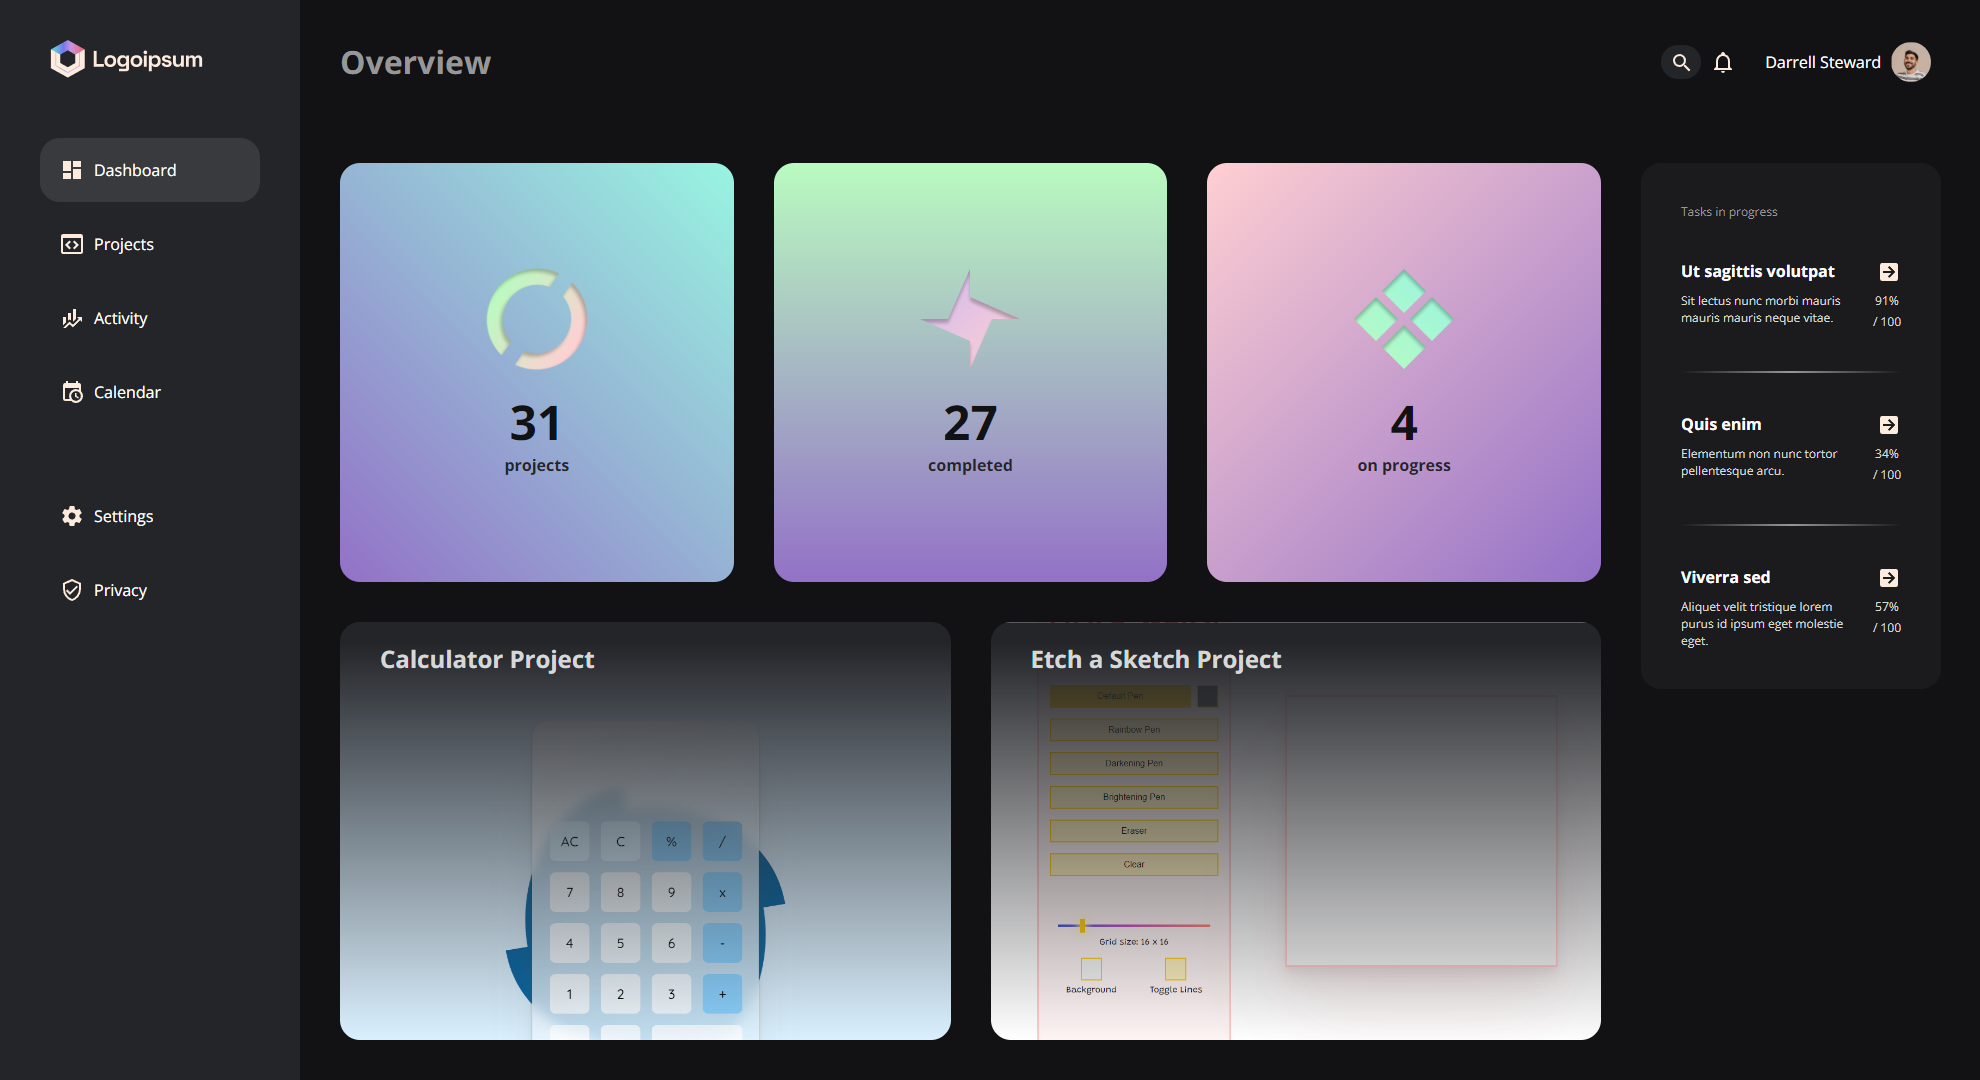 Logoipsum
Overview
Darrell Steward
Dashboard
Projects
Activity
Calendar
Settings
Privacy
31
projects
27
completed
4
on progress
Tasks in progress
Ut sagittis volutpat
Sit lectus nunc morbi mauris
mauris mauris neque vitae.
91%
/ 100
Quis enim
Elementum non nunc tortor
pellentesque arcu.
34%
/ 100
Viverra sed
Aliquet velit tristique lorem
purus id ipsum eget molestie
eget.
57%
/ 100
Calculator Project
AC C % /
7 8 9 x
4 5 6 -
1 2 3 +
Etch a Sketch Project
Default Pen
Rainbow Pen
Darkening Pen
Brightening Pen
Eraser
Clear
Grid size: 16 x 16
Background Toggle Lines